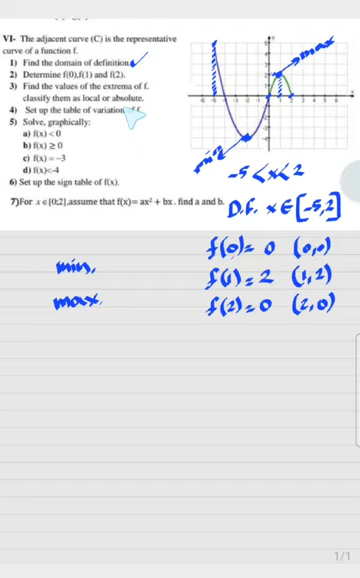 VI- The adjacent curve (C) is the representative
curve of a function f.
1) Find the domain of definition.
2) Determine f(0),f(1) and f(2).
3) Find the values of the extrema of f.
classify them as local or absolute.
4) Set up the table of variation of f.
5) Solve, graphically:
a) f(x) < 0
b) f(x) ≥ 0
c) f(x) = −3
d) f(x)<-4
6) Set up the sign table of f(x).
7)For x ∈ [0;2], assume that f(x)= ax² + bx . find a and b.
max
min
-5 < x < 2
D.f. x ∈ [-5,2]
f(0) = 0 (0,0)
min. f(1) = 2 (1,2)
max. f(2) = 0 (2,0)
1/1